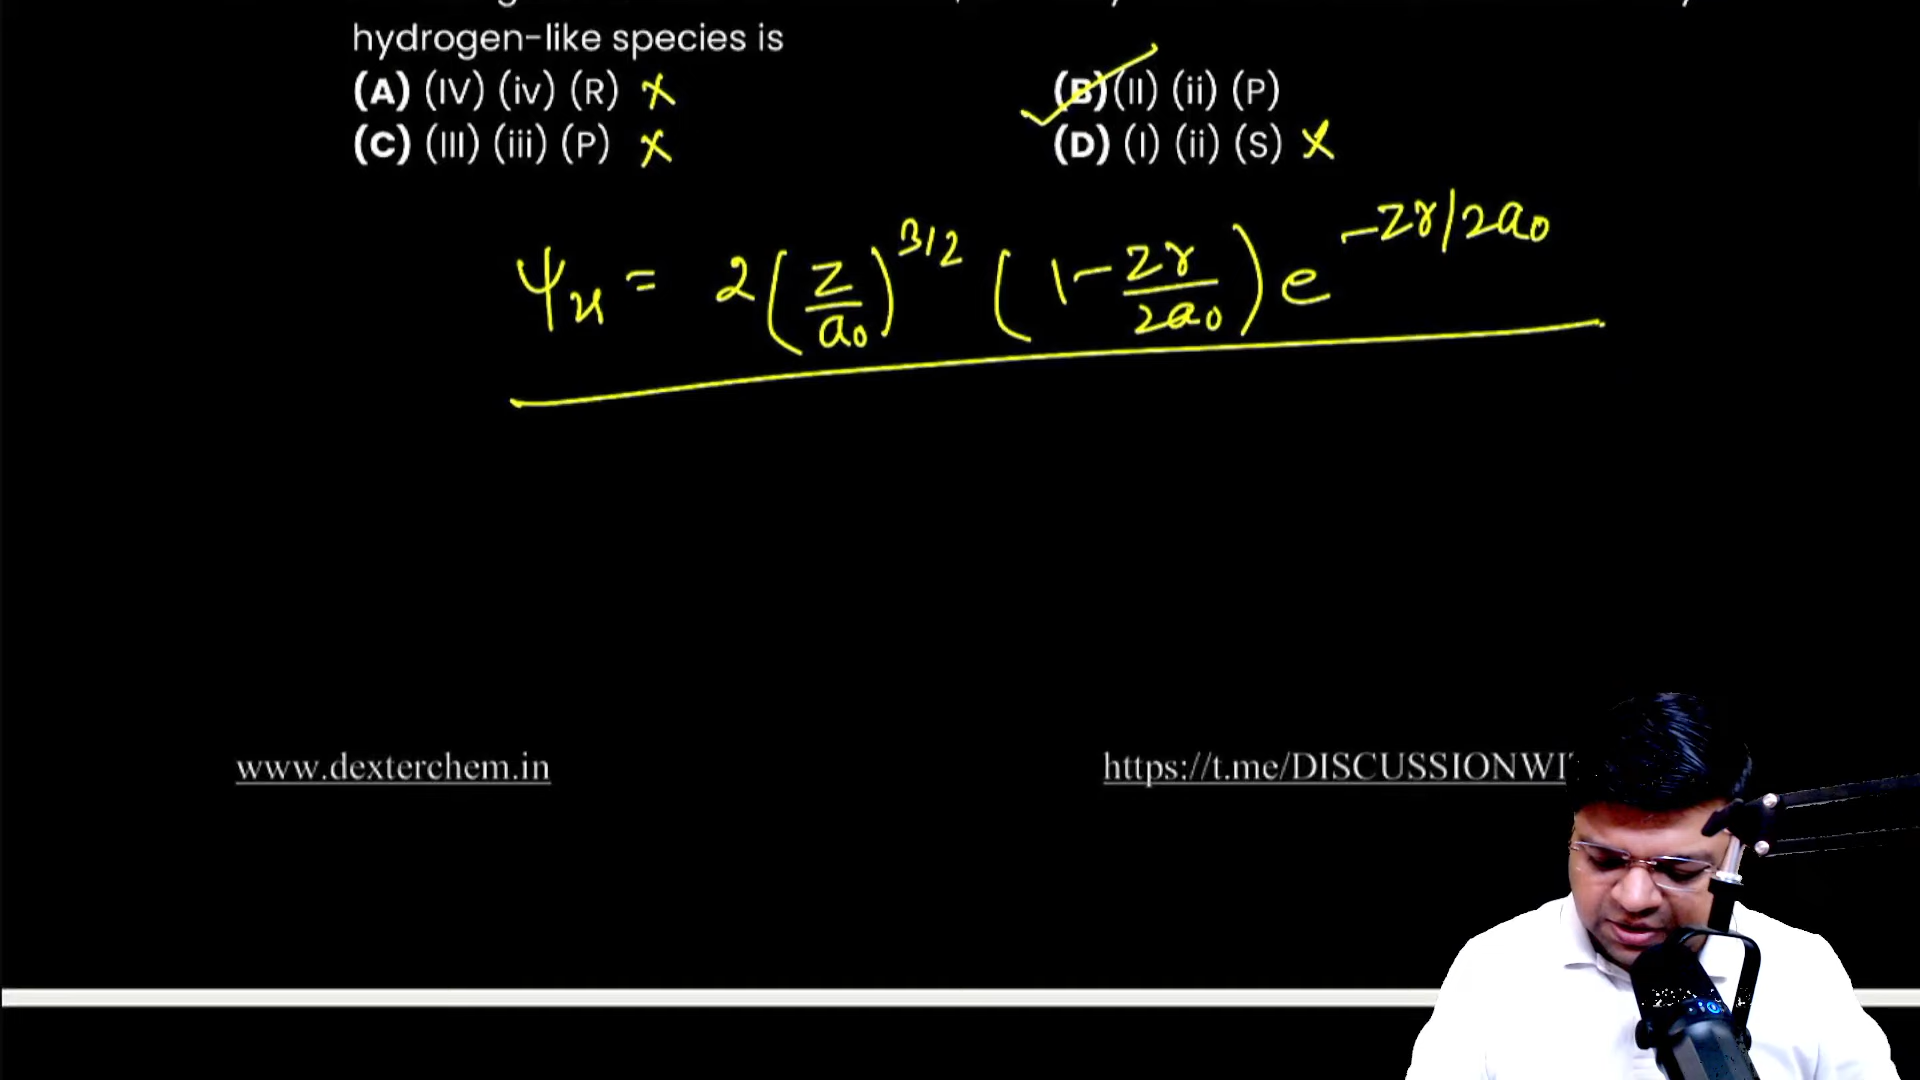 hydrogen-like species is
(A) (IV) (iv) (R) x
(B) (II) (ii) (P)
(C) (III) (iii) (P) x
(D) (I) (ii) (S) x
Ψ₂ₛ = 2(Z/a₀)^3/2 (1 - Zr/2a₀) e^-Zr/2a₀
www.dexterchem.in
https://t.me/